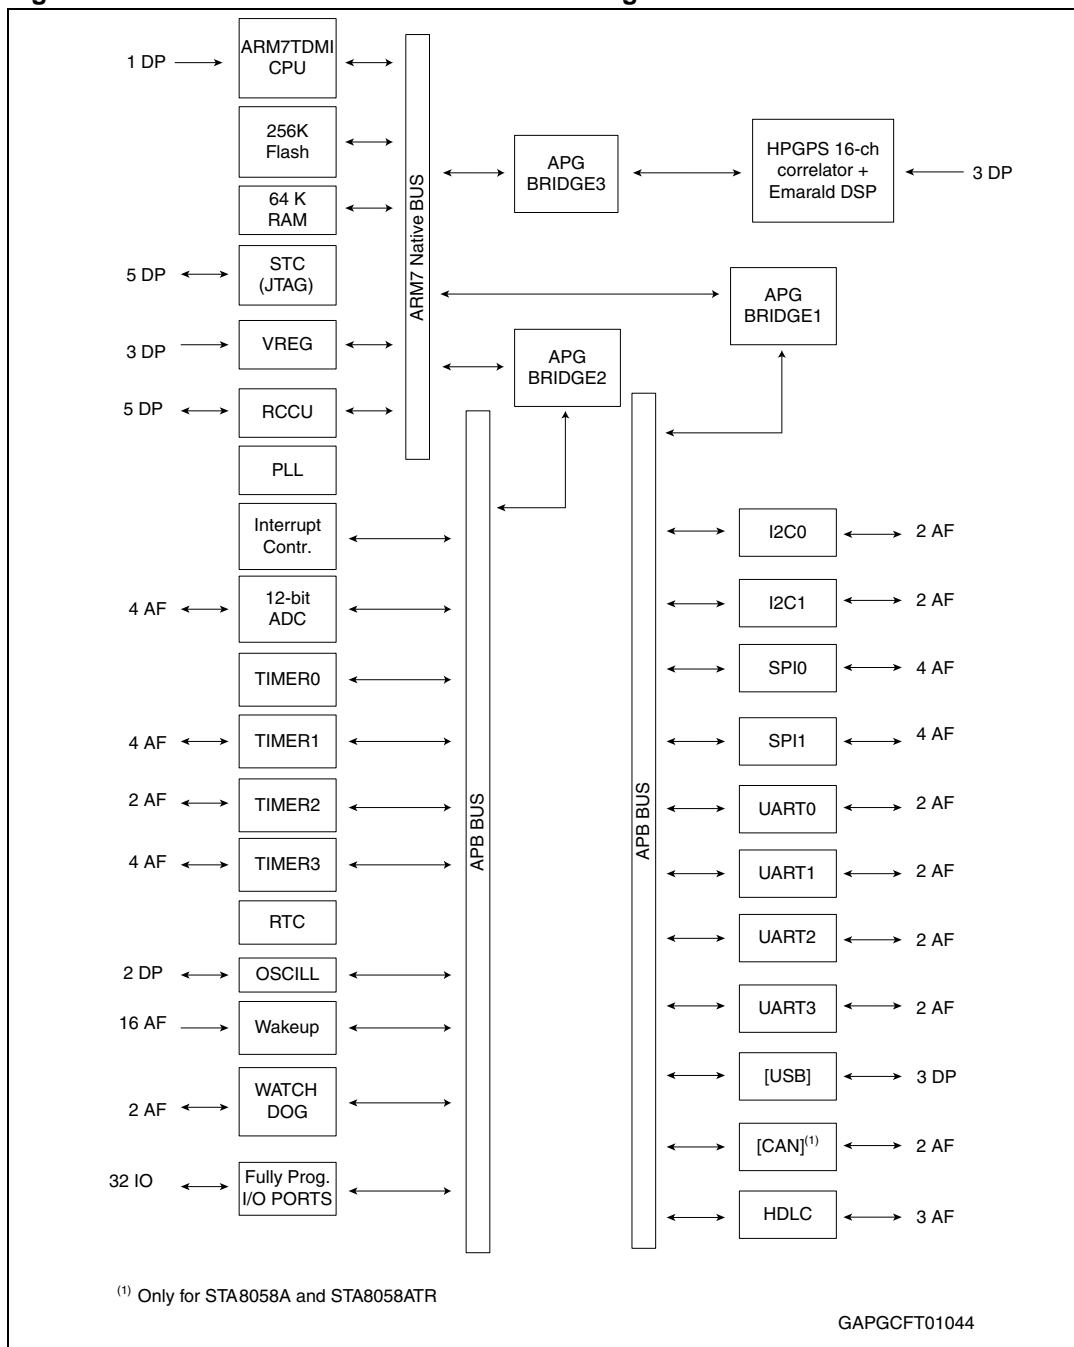 1 DP
ARM7TDMI
CPU
256K
Flash
64 K
RAM
5 DP
STC
(JTAG)
3 DP
VREG
5 DP
RCCU
PLL
Interrupt
Contr.
4 AF
12-bit
ADC
TIMER0
4 AF
TIMER1
2 AF
TIMER2
4 AF
TIMER3
RTC
2 DP
OSCILL
16 AF
Wakeup
2 AF
WATCH
DOG
32 IO
Fully Prog.
I/O PORTS
ARM7 Native BUS
APG
BRIDGE3
HPGPS 16-ch
correlator +
Emarald DSP
3 DP
APG
BRIDGE1
APG
BRIDGE2
APB BUS
APB BUS
I2C0
2 AF
I2C1
2 AF
SPI0
4 AF
SPI1
4 AF
UART0
2 AF
UART1
2 AF
UART2
2 AF
UART3
2 AF
[USB]
3 DP
[CAN](1)
2 AF
HDLC
3 AF
(1) Only for STA8058A and STA8058ATR
GAPGCFT01044